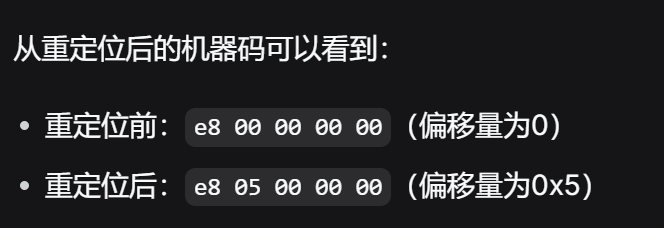 从重定位后的机器码可以看到：
• 重定位前：e8 00 00 00 00（偏移量为0）
• 重定位后：e8 05 00 00 00（偏移量为0x5）